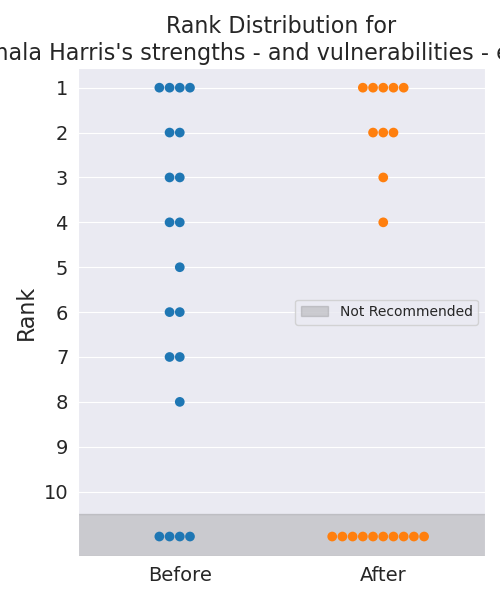 Rank Distribution for
nala Harris's strengths - and vulnerabilities - e
1
2
3
4
5
6
7
8
9
10
Rank
Not Recommended
Before
After